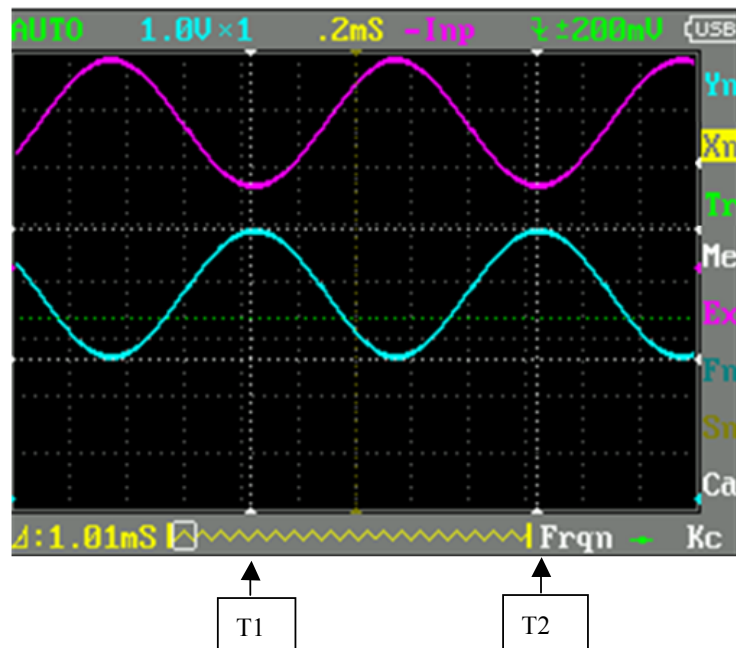 AUTO 1.0V×1 .2mS -Inp ±200mV USB
Yn
Xn
Tr
Me
Ex
Fn
Sn
Ca
⊿:1.01mS Frqn Kc
T1 T2